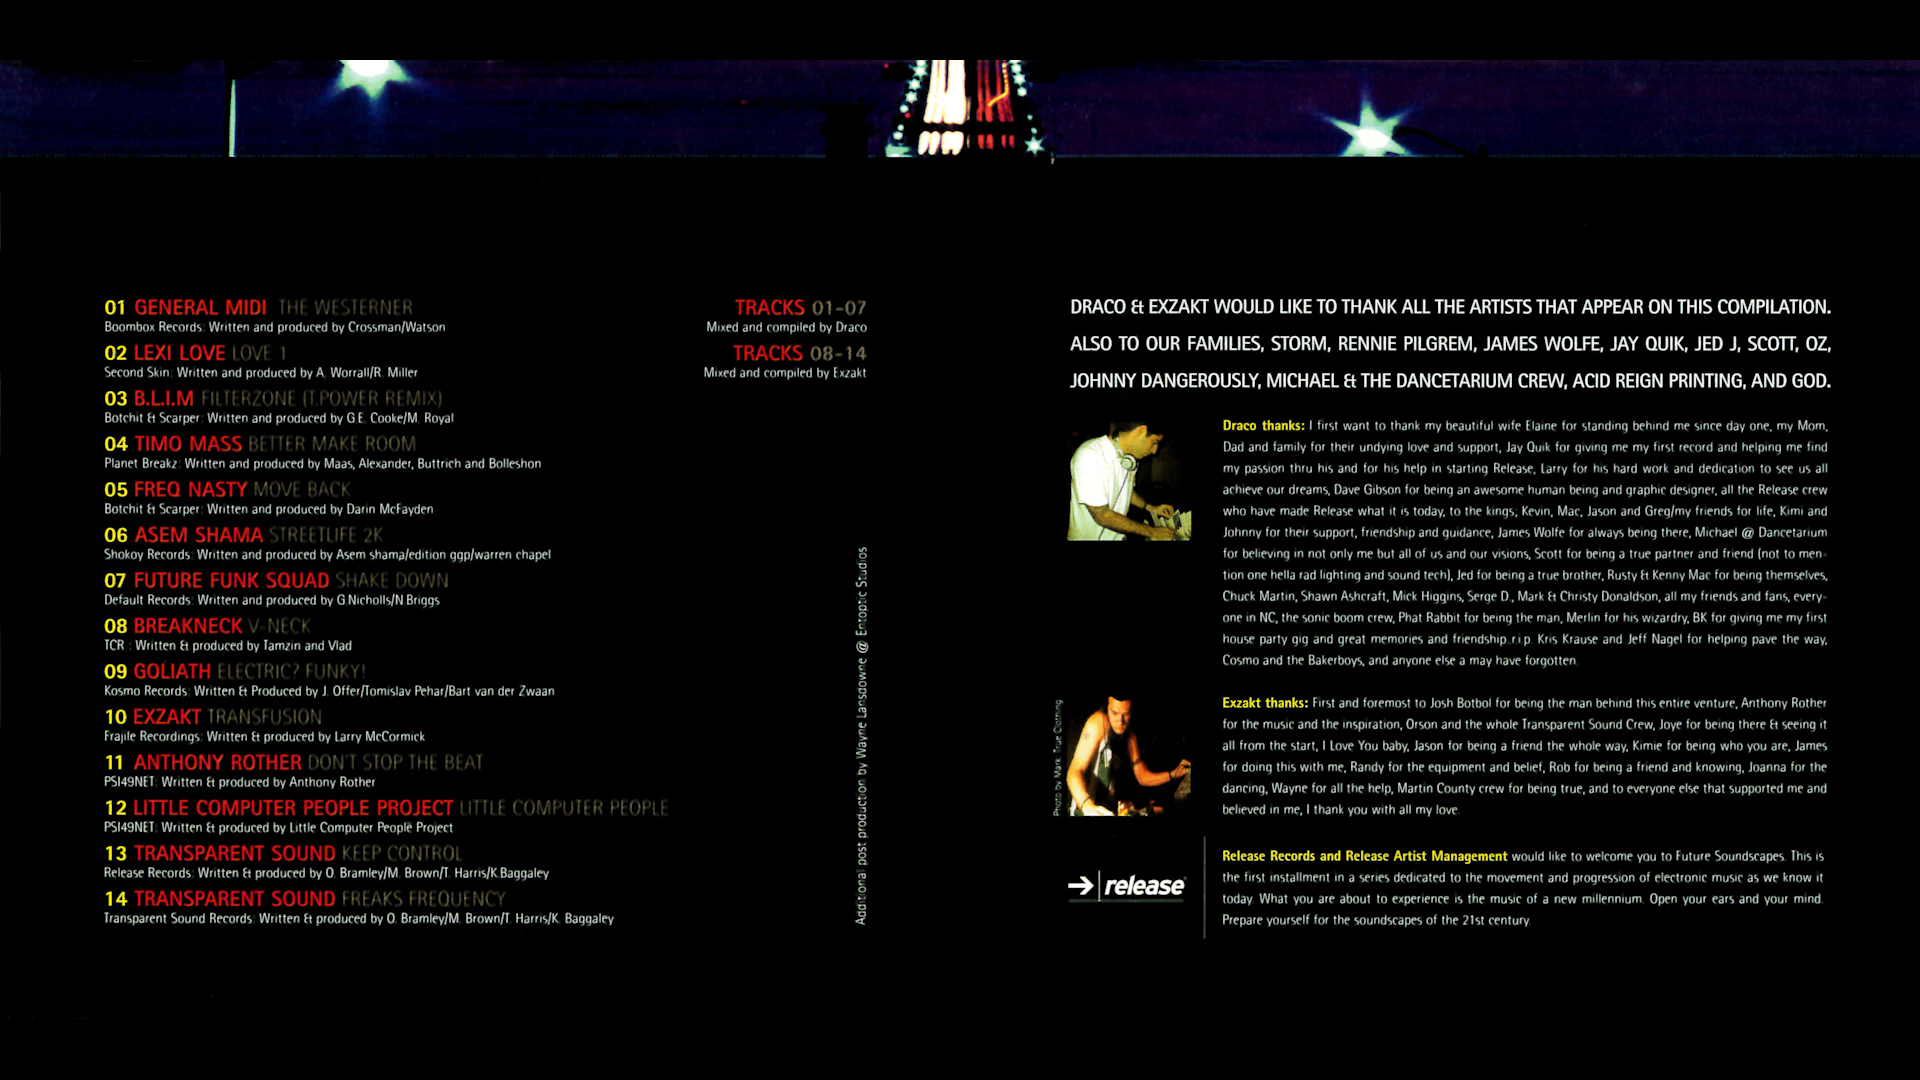 01 GENERAL MIDI THE WESTERNER
Boombox Records: Written and produced by Crossman/Watson
02 LEXI LOVE LOVE 1
Second Skin: Written and produced by A. Worrall/R. Miller
03 B.L.I.M FILTERZONE (T.POWER REMIX)
Botchit & Scarper: Written and produced by G.E. Cooke/M. Royal
04 TIMO MASS BETTER MAKE ROOM
Planet Breakz: Written and produced by Maas, Alexander, Buttrich and Bolleshon
05 FREQ NASTY MOVE BACK
Botchit & Scarper: Written and produced by Darin McFayden
06 ASEM SHAMA STREETLIFE 2K
Shokoy Records: Written and produced by Asem shama/edition ggp/warren chapel
07 FUTURE FUNK SQUAD SHAKE DOWN
Default Records: Written and produced by G.Nicholls/N.Briggs
08 BREAKNECK V-NECK
TCR : Written & produced by Tamzin and Vlad
09 GOLIATH ELECTRIC? FUNKY!
Kosmo Records: Written & Produced by J. Offer/Tomislav Pehar/Bart van der Zwaan
10 EXZAKT TRANSFUSION
Frajile Recordings: Written & produced by Larry McCormick
11 ANTHONY ROTHER DON'T STOP THE BEAT
PSI49NET: Written & produced by Anthony Rother
12 LITTLE COMPUTER PEOPLE PROJECT LITTLE COMPUTER PEOPLE
PSI49NET: Written & produced by Little Computer People Project
13 TRANSPARENT SOUND KEEP CONTROL
Release Records: Written & produced by O. Bramley/M. Brown/T. Harris/K.Baggaley
14 TRANSPARENT SOUND FREAKS FREQUENCY
Transparent Sound Records: Written & produced by O. Bramley/M. Brown/T. Harris/K. Baggaley
TRACKS 01-07
Mixed and compiled by Draco
TRACKS 08-14
Mixed and compiled by Exzakt
Additional post production by Wayne Lansdowne @ Entoptic Studios
DRACO & EXZAKT WOULD LIKE TO THANK ALL THE ARTISTS THAT APPEAR ON THIS COMPILATION.
ALSO TO OUR FAMILIES, STORM, RENNIE PILGREM, JAMES WOLFE, JAY QUIK, JED J, SCOTT, OZ,
JOHNNY DANGEROUSLY, MICHAEL & THE DANCETARIUM CREW, ACID REIGN PRINTING, AND GOD.
Draco thanks: I first want to thank my beautiful wife Elaine for standing behind me since day one, my Mom,
Dad and family for their undying love and support, Jay Quik for giving me my first record and helping me find
my passion thru his and for his help in starting Release, Larry for his hard work and dedication to see us all
achieve our dreams, Dave Gibson for being an awesome human being and graphic designer, all the Release crew
who have made Release what it is today, to the kings; Kevin, Mac, Jason and Greg/my friends for life, Kimi and
Johnny for their support, friendship and guidance, James Wolfe for always being there, Michael @ Dancetarium
for believing in not only me but all of us and our visions, Scott for being a true partner and friend (not to men-
tion one hella rad lighting and sound tech), Jed for being a true brother, Rusty & Kenny Mac for being themselves,
Chuck Martin, Shawn Ashcraft, Mick Higgins, Serge D., Mark & Christy Donaldson, all my friends and fans, every-
one in NC, the sonic boom crew, Phat Rabbit for being the man, Merlin for his wizardry, BK for giving me my first
house party gig and great memories and friendship..r.i.p. Kris Krause and Jeff Nagel for helping pave the way,
Cosmo and the Bakerboys, and anyone else a may have forgotten.
Photo by Mark: True Clothing
Exzakt thanks: First and foremost to Josh Botbol for being the man behind this entire venture, Anthony Rother
for the music and the inspiration, Orson and the whole Transparent Sound Crew, Joye for being there & seeing it
all from the start, I Love You baby, Jason for being a friend the whole way, Kimie for being who you are, James
for doing this with me, Randy for the equipment and belief, Rob for being a friend and knowing, Joanna for the
dancing, Wayne for all the help, Martin County crew for being true, and to everyone else that supported me and
believed in me, I thank you with all my love.
release
Release Records and Release Artist Management would like to welcome you to Future Soundscapes. This is
the first installment in a series dedicated to the movement and progression of electronic music as we know it
today. What you are about to experience is the music of a new millennium. Open your ears and your mind.
Prepare yourself for the soundscapes of the 21st century.